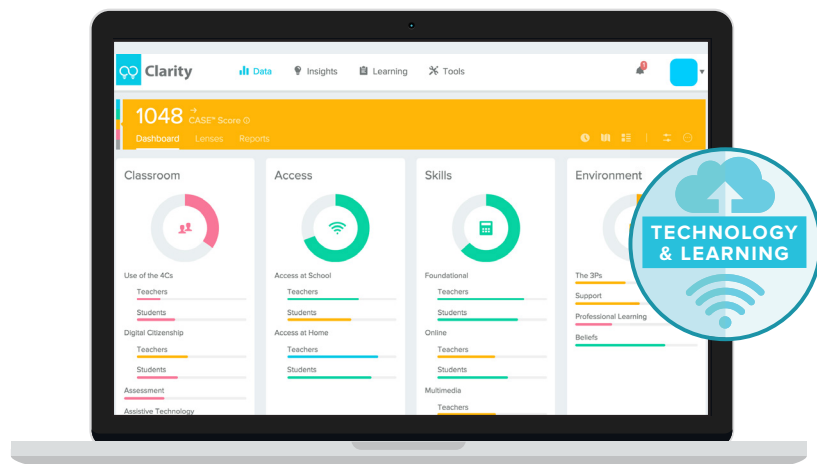 Clarity
Data
Insights
Learning
Tools
1048
CASE™ Score
Dashboard
Lenses
Reports
Classroom
Use of the 4Cs
Teachers
Students
Digital Citizenship
Teachers
Students
Assessment
Assistive Technology
Access
Access at School
Teachers
Students
Access at Home
Teachers
Students
Skills
Foundational
Teachers
Students
Online
Teachers
Students
Multimedia
Teachers
Environment
The 3Ps
Support
Professional Learning
Beliefs
TECHNOLOGY
& LEARNING